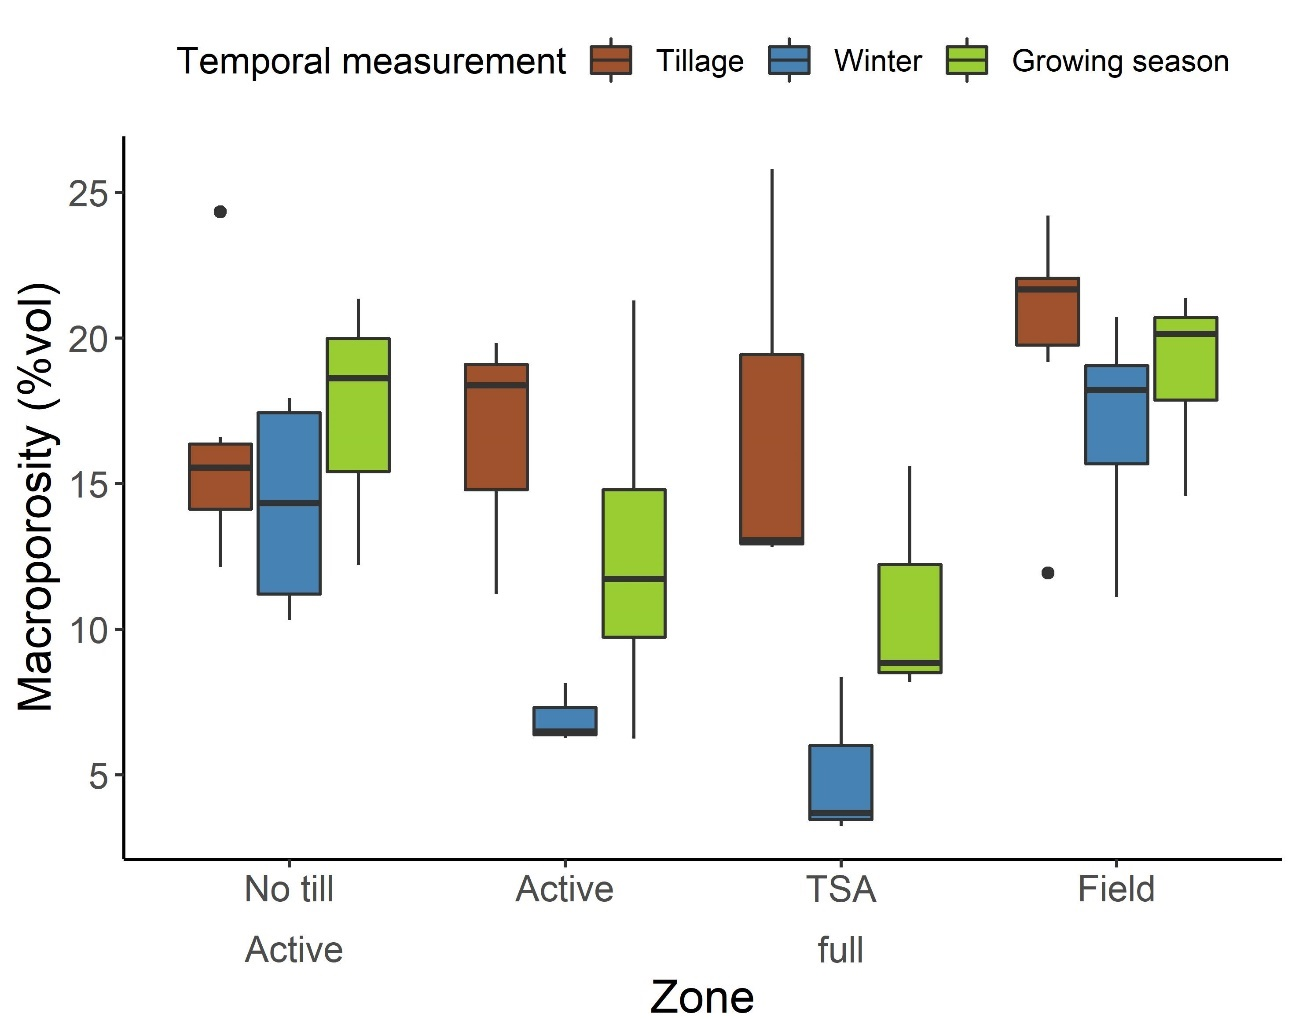 Temporal measurement Tillage Winter Growing season
Macroporosity (%vol)
25
20
15
10
5
No till Active TSA Field
Active full
Zone